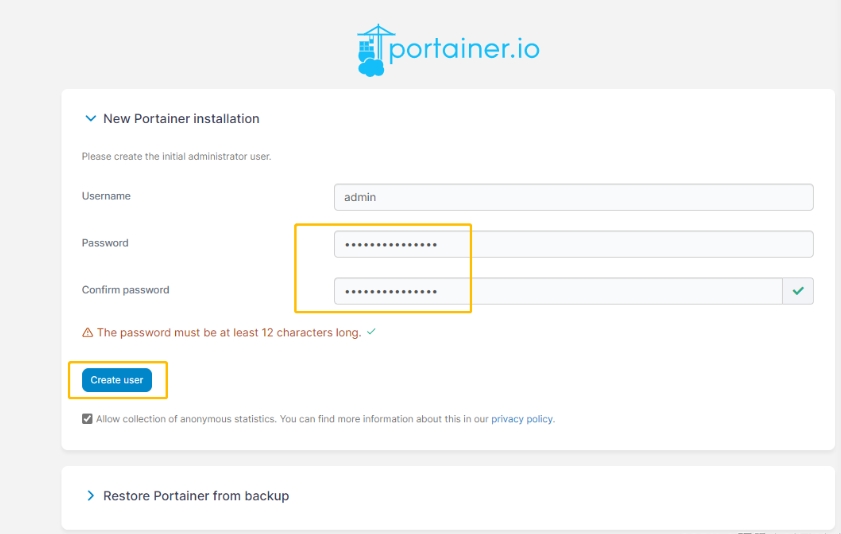 portainer.io
New Portainer installation
Please create the initial administrator user.
Username
admin
Password
•••••••••••••••
Confirm password
•••••••••••••••
The password must be at least 12 characters long.
Create user
Allow collection of anonymous statistics. You can find more information about this in our privacy policy.
Restore Portainer from backup